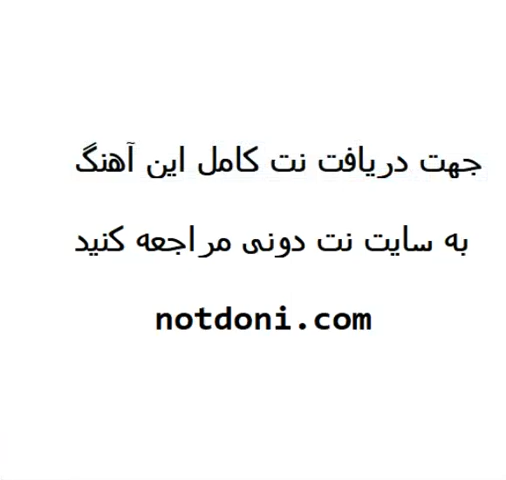 جهت دریافت نت کامل این آهنگ
به سایت نت دونی مراجعه کنید
notdoni.com